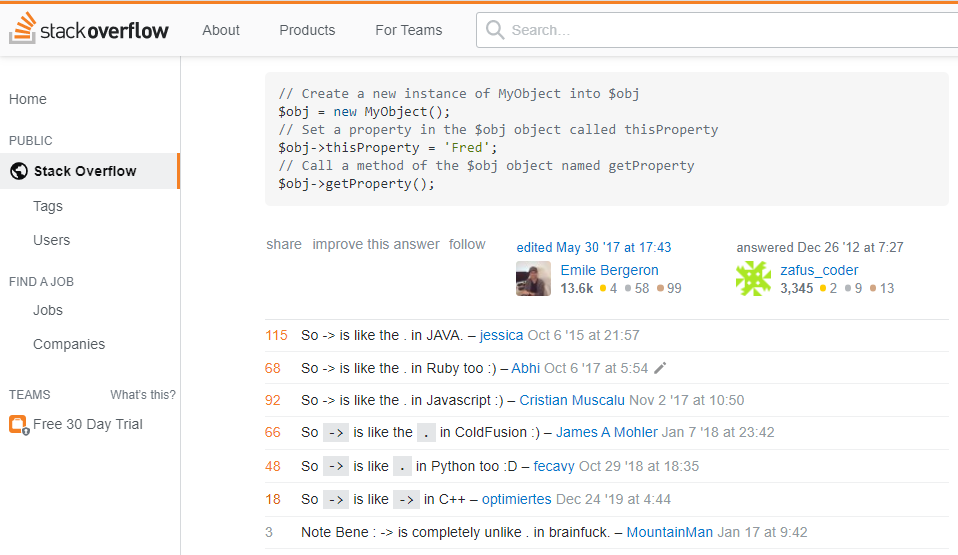 stackoverflow
About Products For Teams Search...
Home
PUBLIC
Stack Overflow
Tags
Users
FIND A JOB
Jobs
Companies
TEAMS What's this?
Free 30 Day Trial
// Create a new instance of MyObject into $obj
$obj = new MyObject();
// Set a property in the $obj object called thisProperty
$obj->thisProperty = 'Fred';
// Call a method of the $obj object named getProperty
$obj->getProperty();
share improve this answer follow
edited May 30 '17 at 17:43
Emile Bergeron
13.6k 4 58 99
answered Dec 26 '12 at 7:27
zafus_coder
3,345 2 9 13
115 So -> is like the . in JAVA. – jessica Oct 6 '15 at 21:57
68 So -> is like the . in Ruby too :) – Abhi Oct 6 '17 at 5:54
92 So -> is like the . in Javascript :) – Cristian Muscalu Nov 2 '17 at 10:50
66 So -> is like the . in ColdFusion :) – James A Mohler Jan 7 '18 at 23:42
48 So -> is like . in Python too :D – fecavy Oct 29 '18 at 18:35
18 So -> is like -> in C++ – optimiertes Dec 24 '19 at 4:44
3 Note Bene : -> is completely unlike . in brainfuck. – MountainMan Jan 17 at 9:42